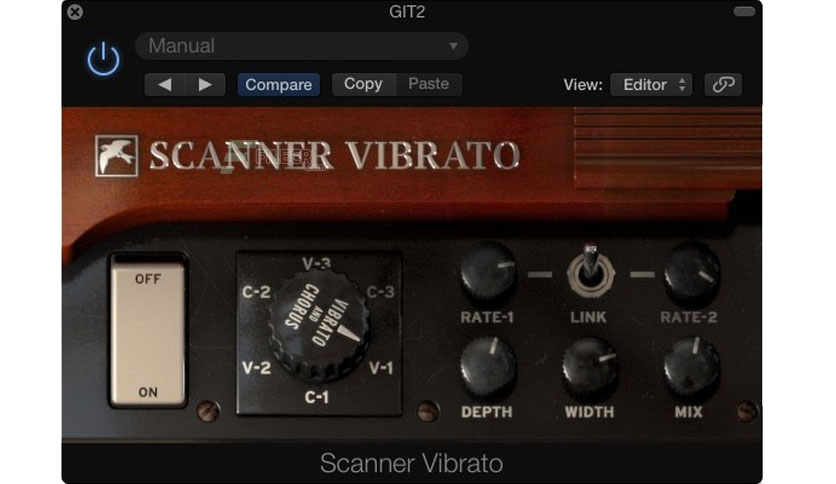 GIT2
Manual
Compare Copy Paste View: Editor
SCANNER VIBRATO
OFF
ON
V-3
C-2 C-3
VIBRATO
AND
CHORUS
V-2 V-1
C-1
RATE-1 LINK RATE-2
DEPTH WIDTH MIX
Scanner Vibrato